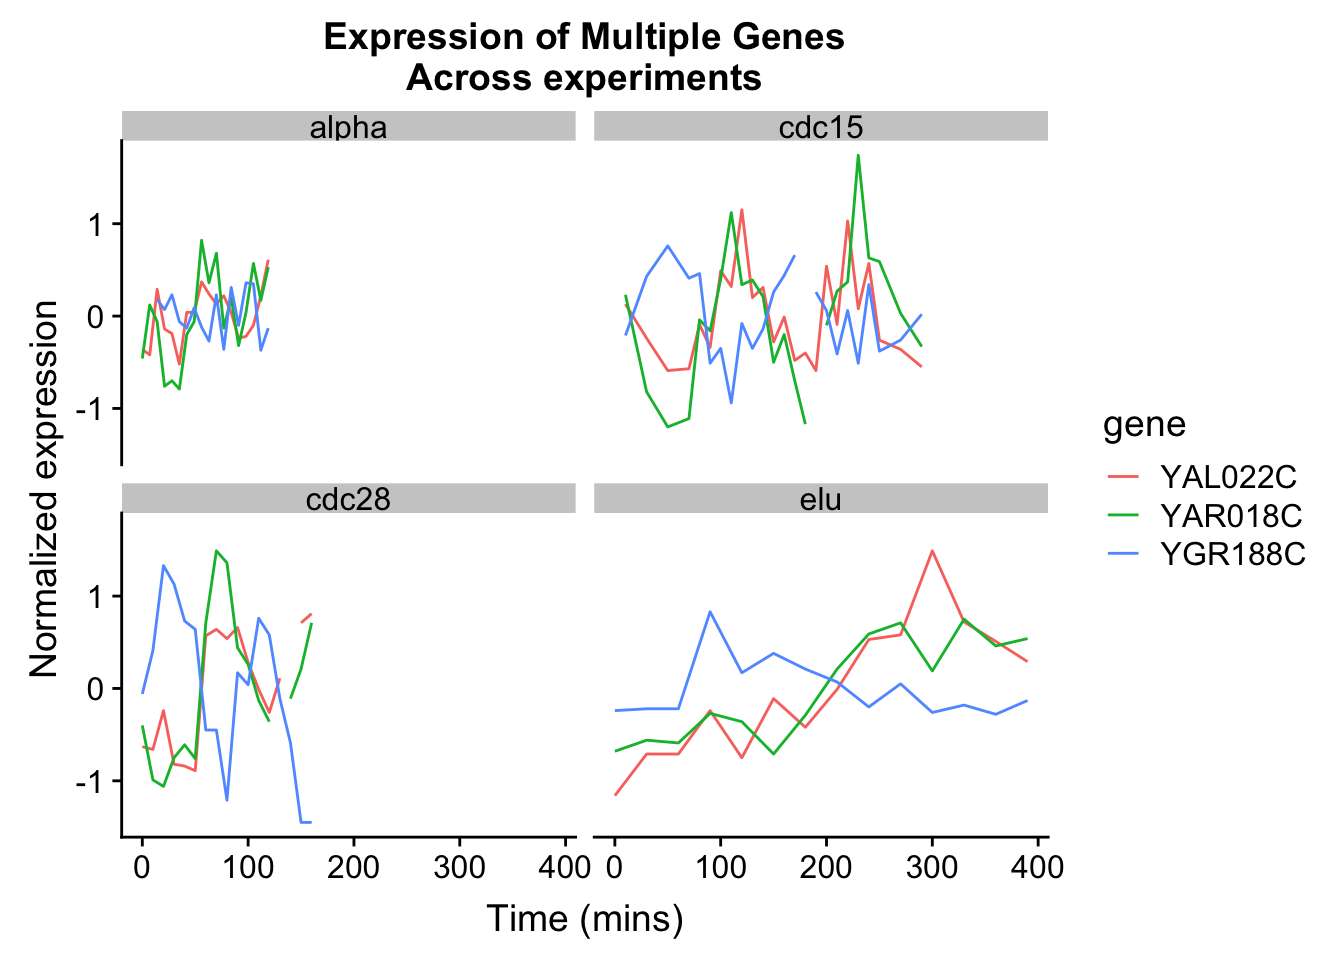 Expression of Multiple Genes
Across experiments
alpha
cdc15
1
0
-1
cdc28
elu
1
0
-1
0 100 200 300 400 0 100 200 300 400
Time (mins)
Normalized expression
gene
YAL022C
YAR018C
YGR188C